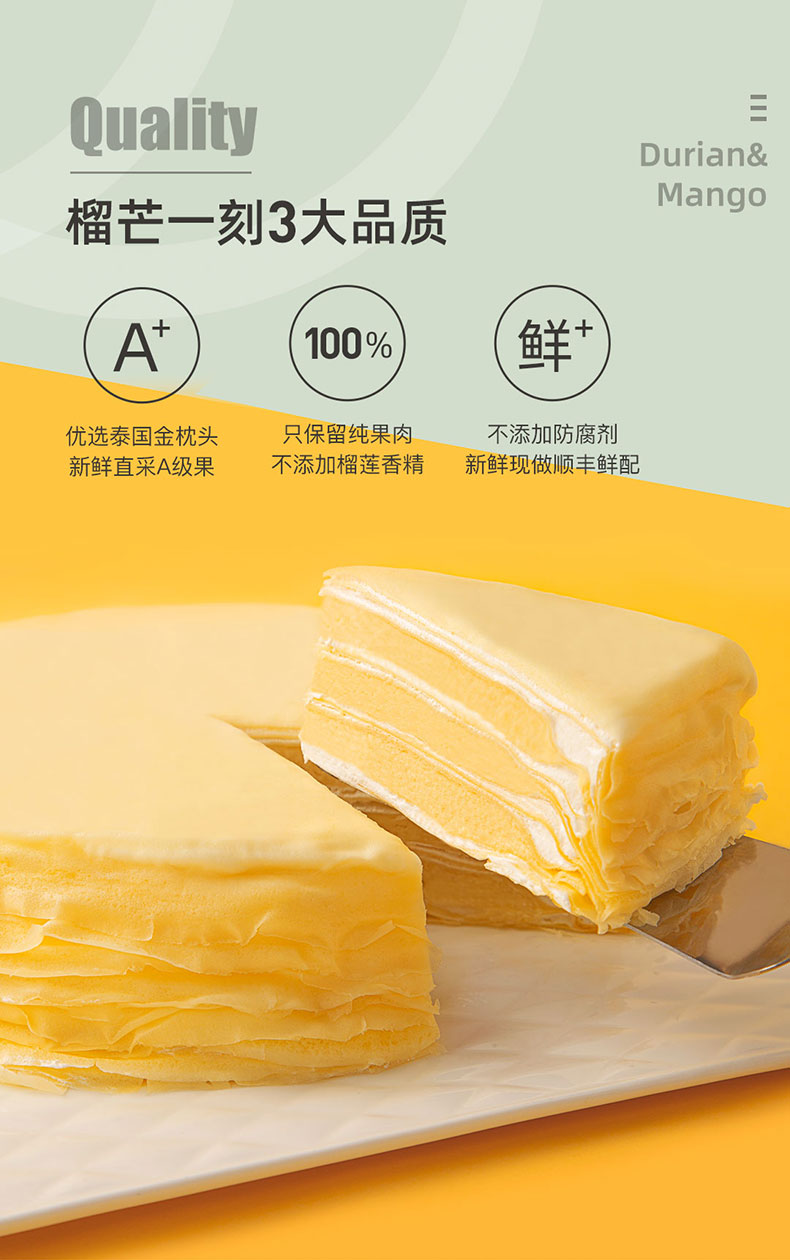 Quality
Durian&
Mango
榴芒一刻3大品质
A+
100%
鲜+
优选泰国金枕头
新鲜直采A级果
只保留纯果肉
不添加榴莲香精
不添加防腐剂
新鲜现做顺丰鲜配